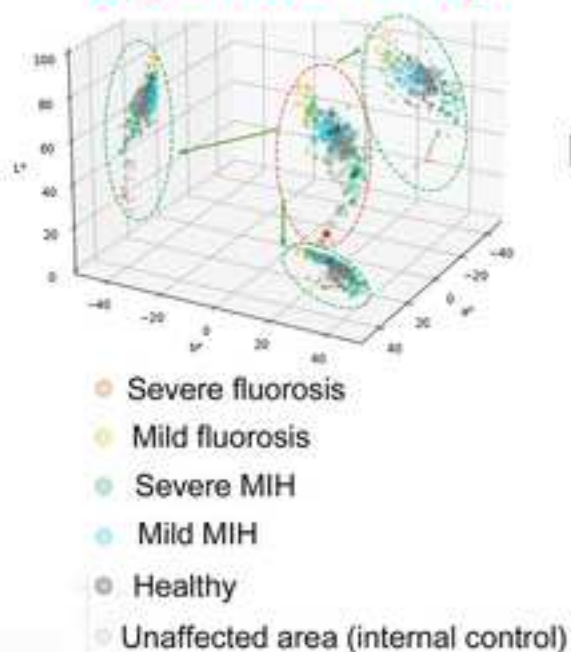 100
80
60
40
20
0
L*
-40
-20
0
20
40
b*
40
20
0
-20
-40
a*
Severe fluorosis
Mild fluorosis
Severe MIH
Mild MIH
Healthy
Unaffected area (internal control)